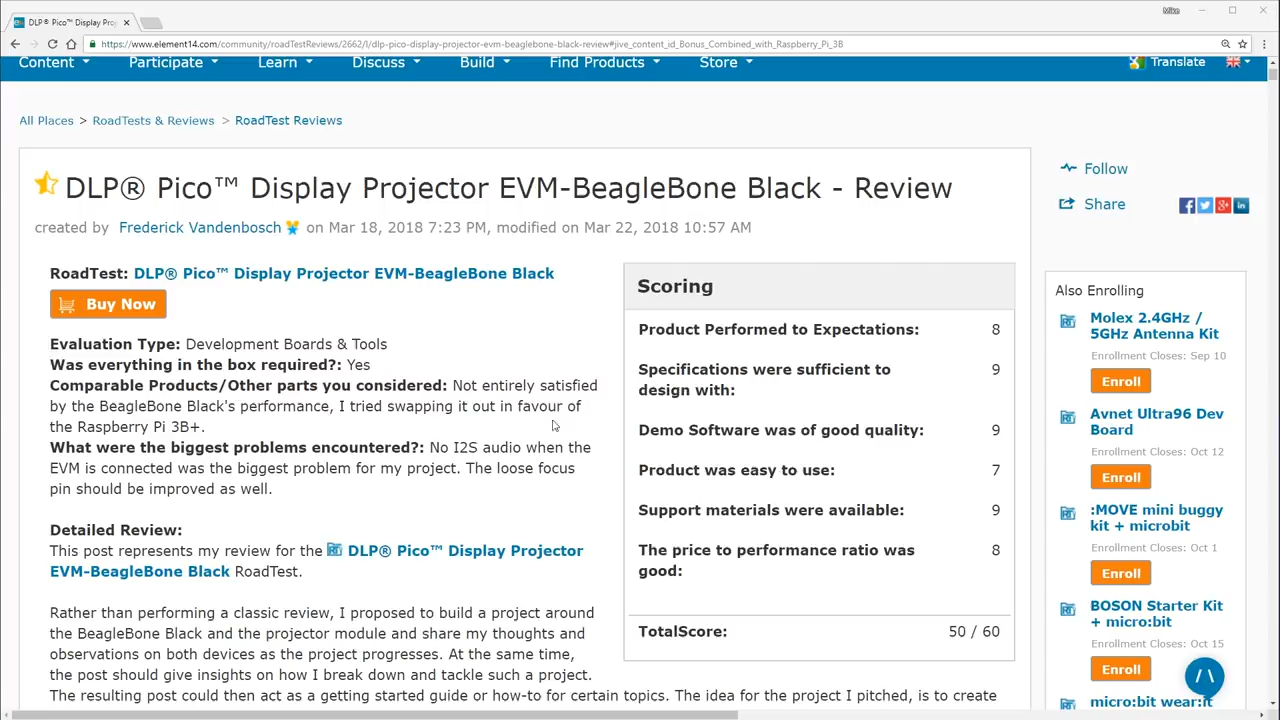 DLP® Pico™ Display Proj
Mike
https://www.element14.com/community/roadTestReviews/2662/l/dlp-pico-display-projector-evm-beaglebone-black-review#jive_content_id_Bonus_Combined_with_Raspberry_Pi_3B
Content Participate Learn Discuss Build Find Products Store Translate
All Places > RoadTests & Reviews > RoadTest Reviews
DLP® Pico™ Display Projector EVM-BeagleBone Black - Review
created by Frederick Vandenbosch on Mar 18, 2018 7:23 PM, modified on Mar 22, 2018 10:57 AM
RoadTest: DLP® Pico™ Display Projector EVM-BeagleBone Black
Buy Now
Evaluation Type: Development Boards & Tools
Was everything in the box required?: Yes
Comparable Products/Other parts you considered: Not entirely satisfied
by the BeagleBone Black's performance, I tried swapping it out in favour of
the Raspberry Pi 3B+.
What were the biggest problems encountered?: No I2S audio when the
EVM is connected was the biggest problem for my project. The loose focus
pin should be improved as well.
Detailed Review:
This post represents my review for the DLP® Pico™ Display Projector
EVM-BeagleBone Black RoadTest.
Rather than performing a classic review, I proposed to build a project around
the BeagleBone Black and the projector module and share my thoughts and
observations on both devices as the project progresses. At the same time,
the post should give insights on how I break down and tackle such a project.
The resulting post could then act as a getting started guide or how-to for certain topics. The idea for the project I pitched, is to create
Scoring
Product Performed to Expectations: 8
Specifications were sufficient to
design with: 9
Demo Software was of good quality: 9
Product was easy to use: 7
Support materials were available: 9
The price to performance ratio was
good: 8
TotalScore: 50 / 60
Follow
Share
Also Enrolling
Molex 2.4GHz /
5GHz Antenna Kit
Enrollment Closes: Sep 10
Enroll
Avnet Ultra96 Dev
Board
Enrollment Closes: Oct 12
Enroll
:MOVE mini buggy
kit + microbit
Enrollment Closes: Oct 1
Enroll
BOSON Starter Kit
+ micro:bit
Enrollment Closes: Oct 15
Enroll
micro:bit wear:it